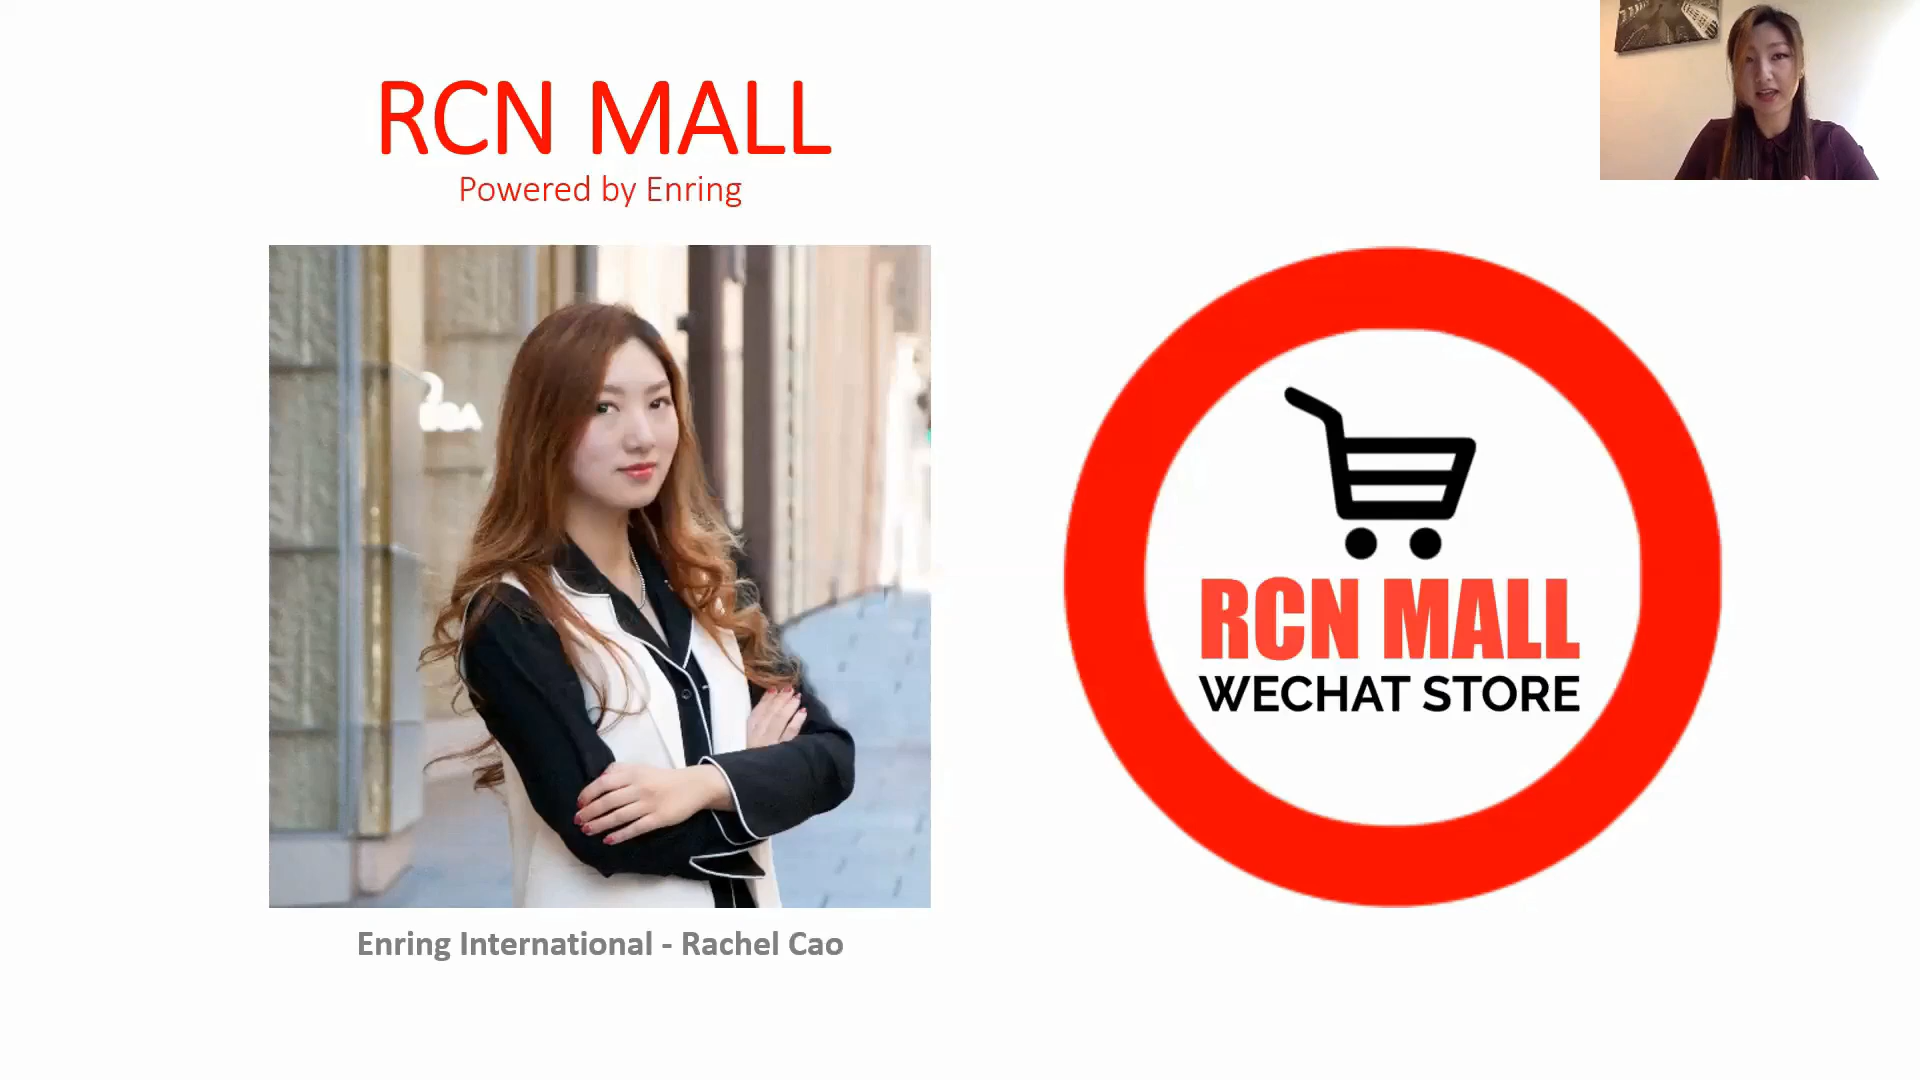 RCN MALL
Powered by Enring
Enring International - Rachel Cao
RCN MALL
WECHAT STORE